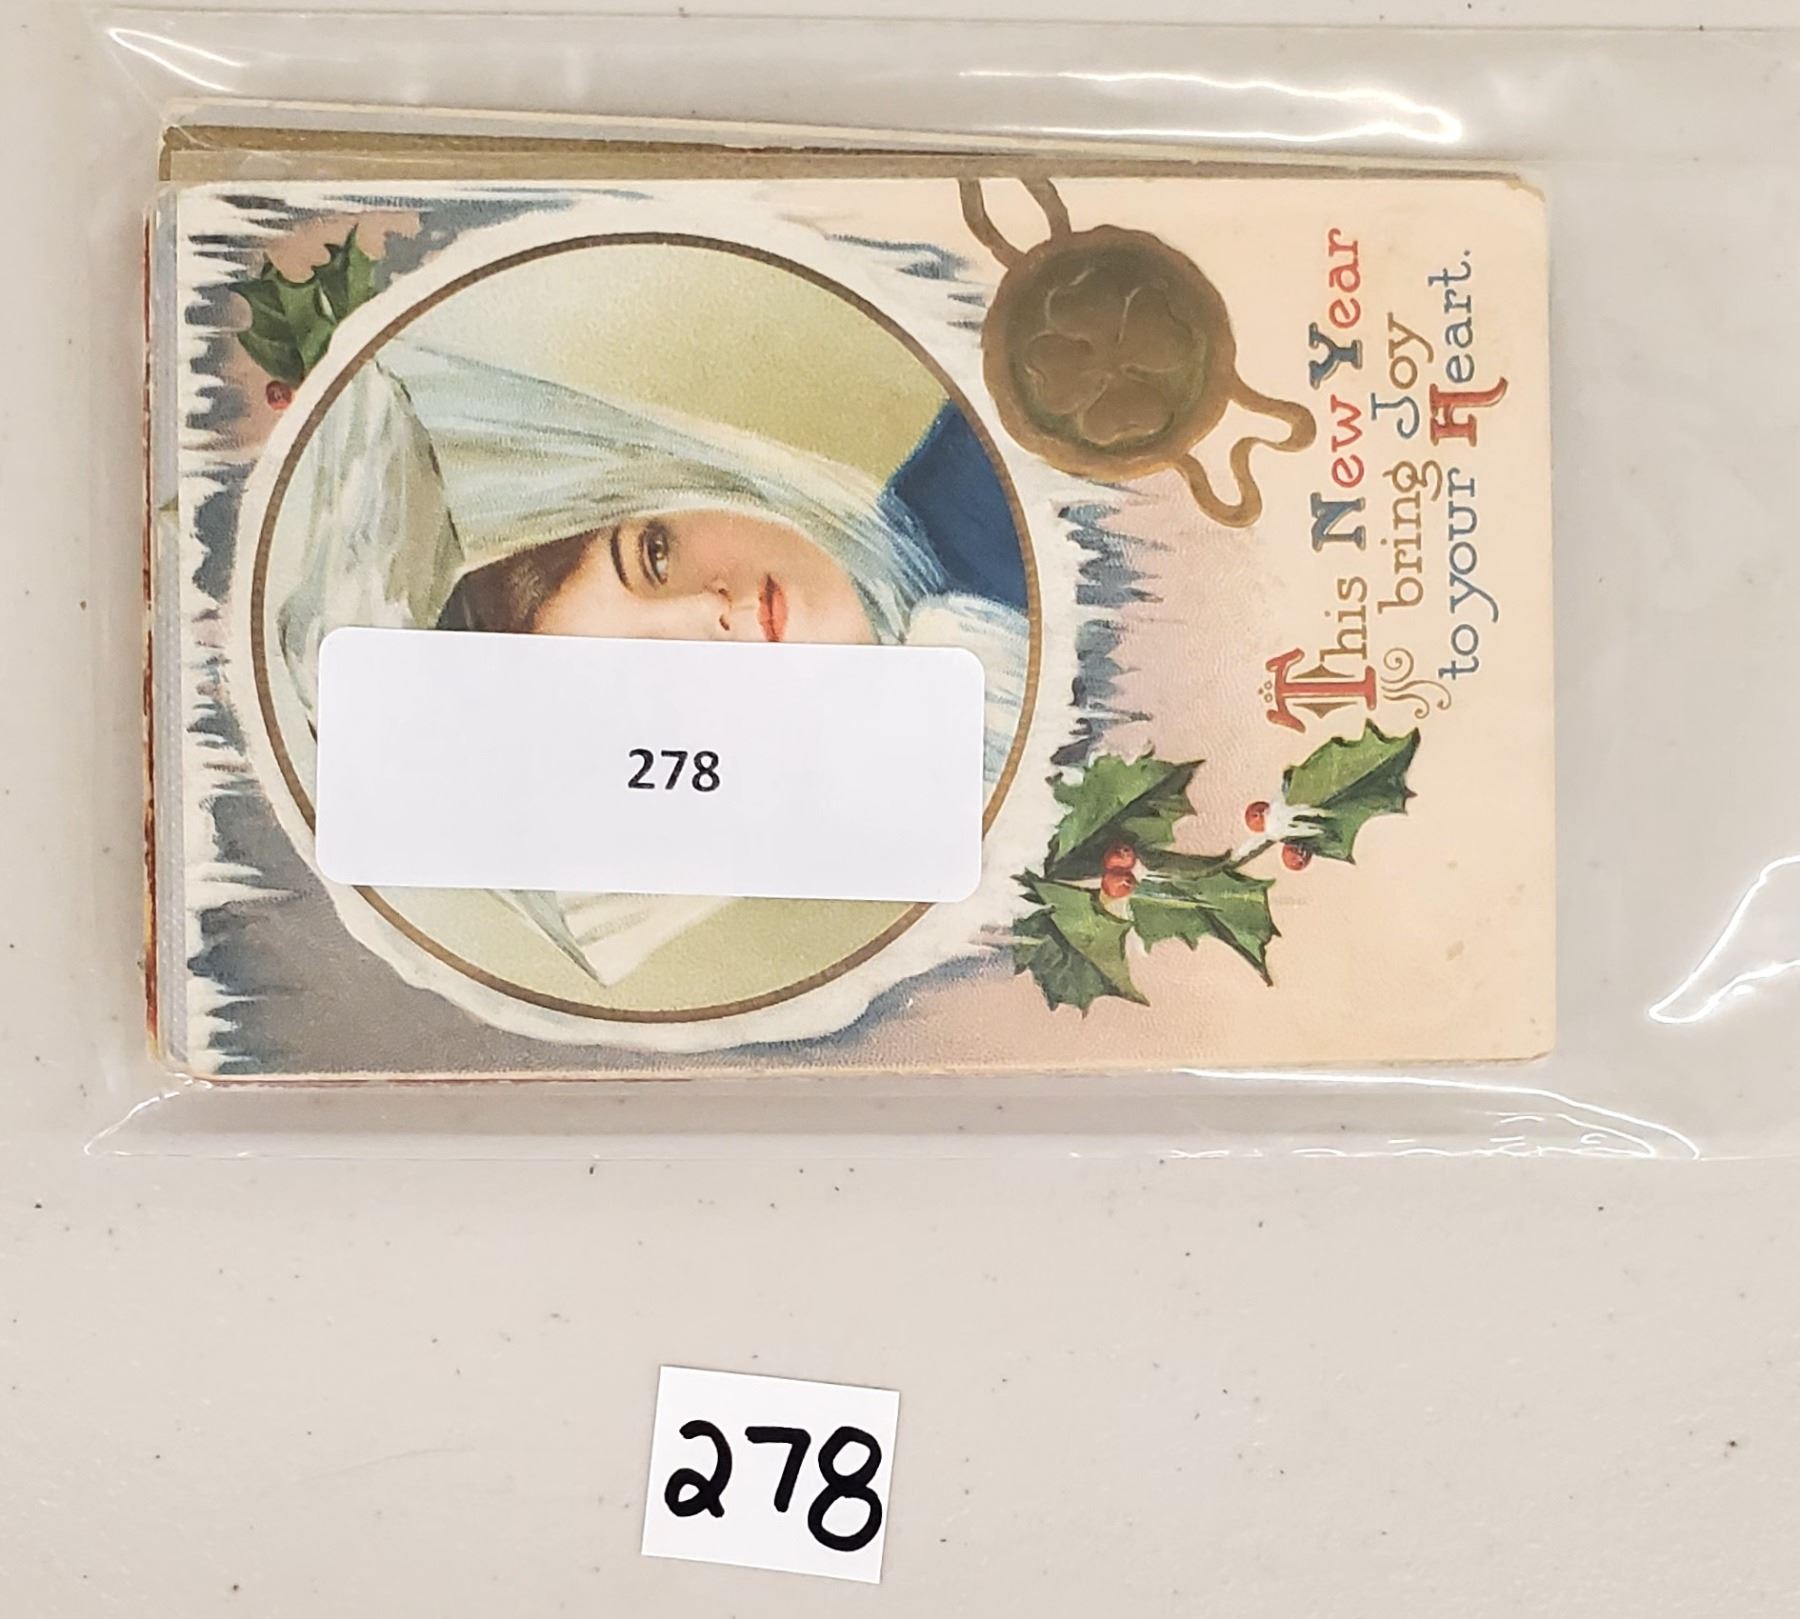 This New Year
bring Joy
to your Heart.
278
278